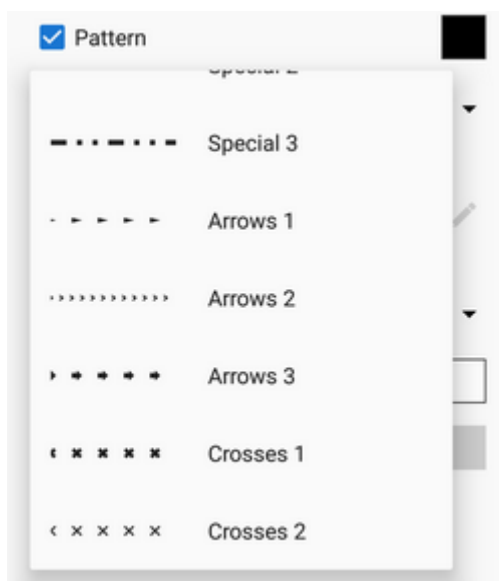 Pattern
Special 3
Arrows 1
Arrows 2
Arrows 3
Crosses 1
Crosses 2